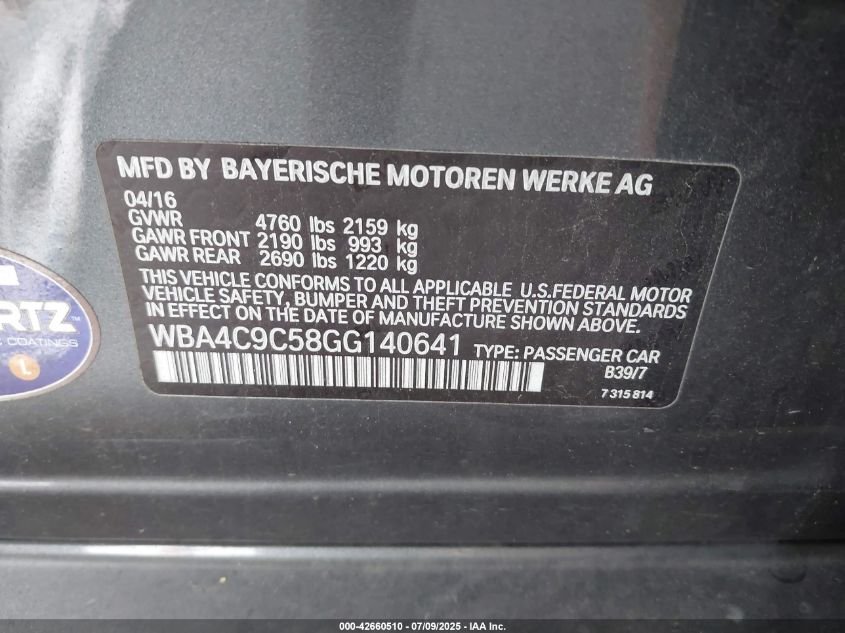 MFD BY BAYERISCHE MOTOREN WERKE AG
04/16
GVWR 4760 lbs 2159 kg
GAWR FRONT 2190 lbs 993 kg
GAWR REAR 2690 lbs 1220 kg
THIS VEHICLE CONFORMS TO ALL APPLICABLE U.S.FEDERAL MOTOR
VEHICLE SAFETY, BUMPER AND THEFT PREVENTION STANDARDS
IN EFFECT ON THE DATE OF MANUFACTURE SHOWN ABOVE.
WBA4C9C58GG140641 TYPE: PASSENGER CAR
B39/7
7 315 814
RTZ™
COATINGS
1
000-42660510 - 07/09/2025 - IAA Inc.